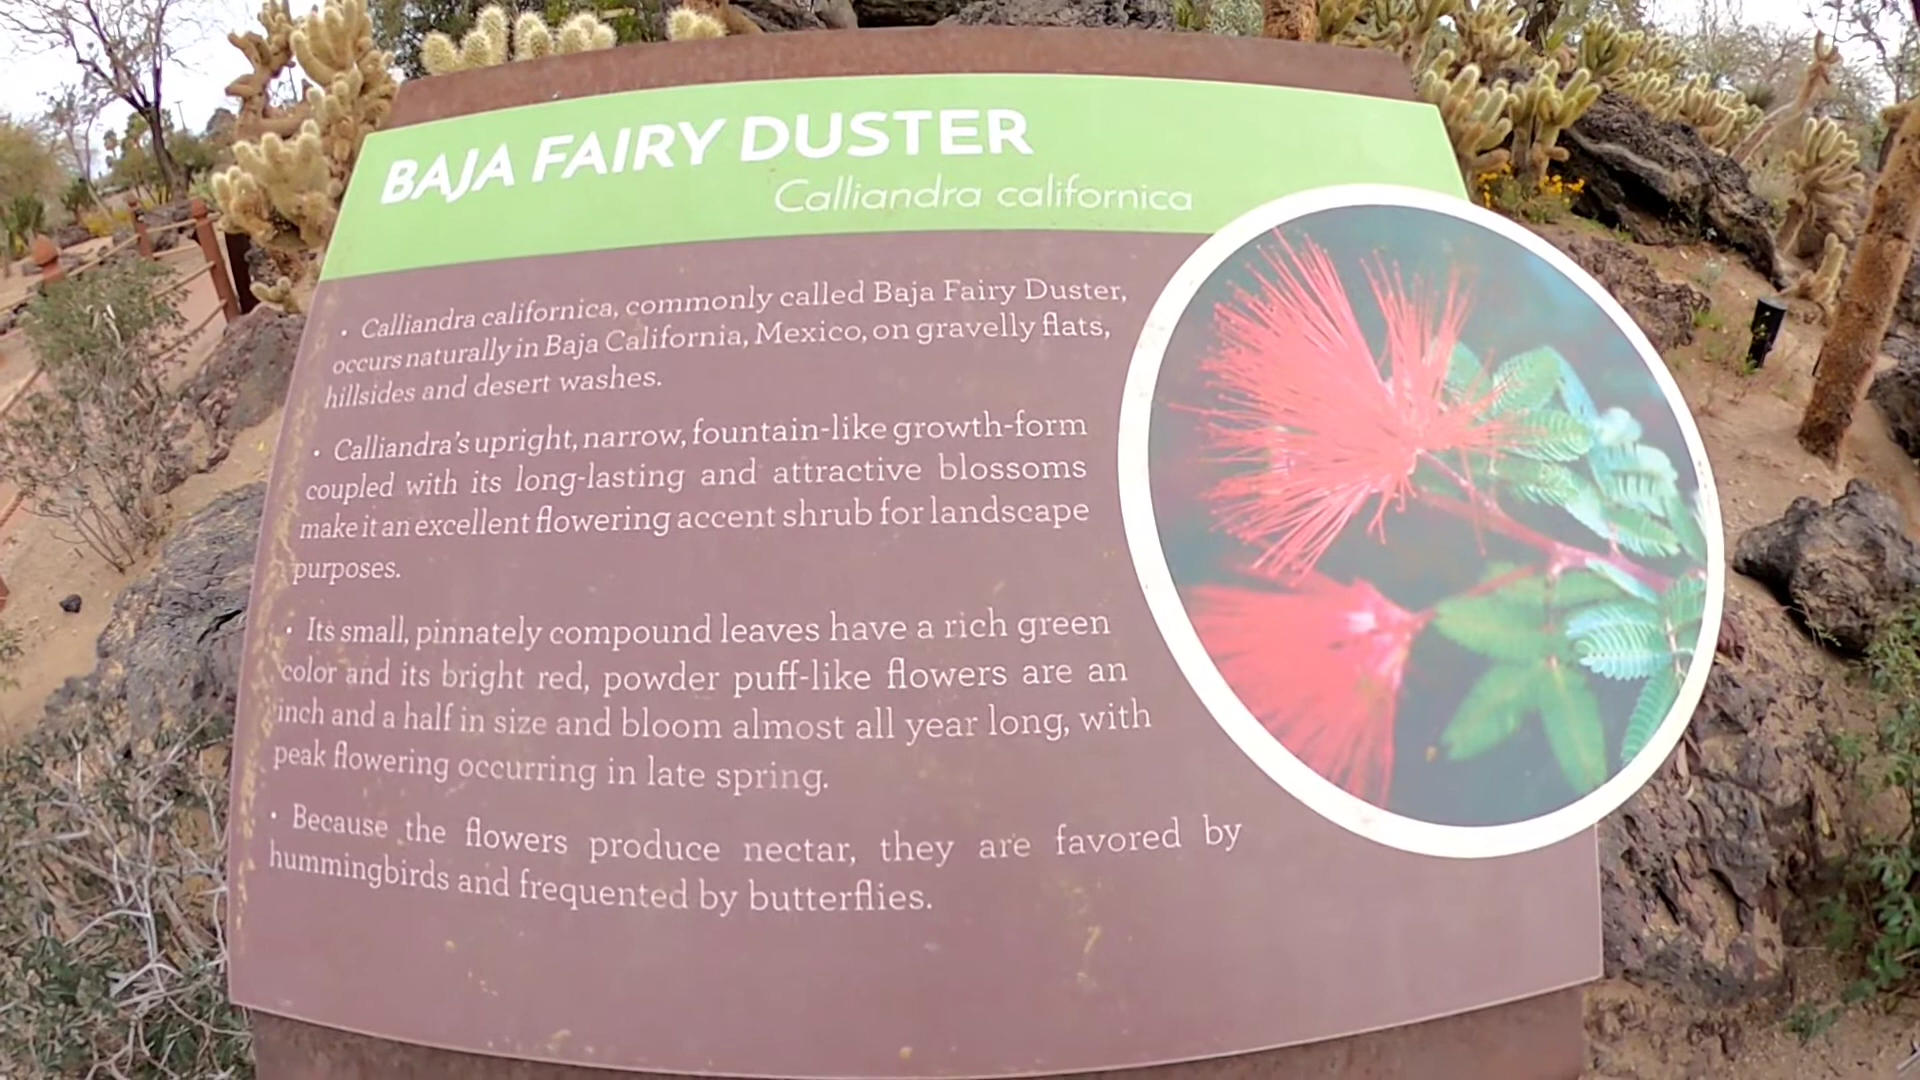 BAJA FAIRY DUSTER
Calliandra californica
• Calliandra californica, commonly called Baja Fairy Duster,
occurs naturally in Baja California, Mexico, on gravelly flats,
hillsides and desert washes.
• Calliandra's upright, narrow, fountain-like growth-form
coupled with its long-lasting and attractive blossoms
make it an excellent flowering accent shrub for landscape
purposes.
• Its small, pinnately compound leaves have a rich green
color and its bright red, powder puff-like flowers are an
inch and a half in size and bloom almost all year long, with
peak flowering occurring in late spring.
• Because the flowers produce nectar, they are favored by
hummingbirds and frequented by butterflies.